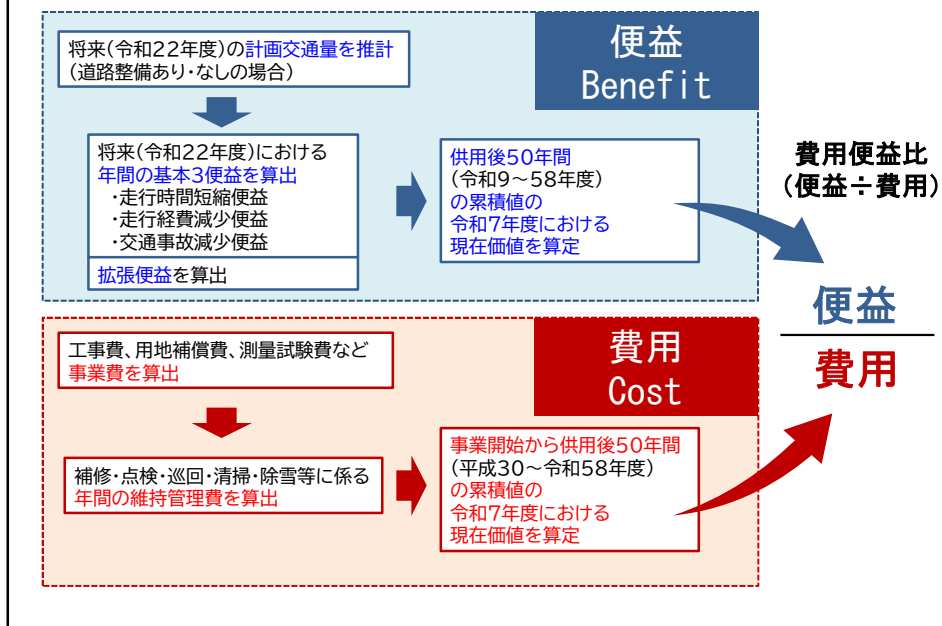 便益
Benefit
将来(令和22年度)の計画交通量を推計
(道路整備あり・なしの場合)
将来(令和22年度)における
年間の基本3便益を算出
・走行時間短縮便益
・走行経費減少便益
・交通事故減少便益
拡張便益を算出
供用後50年間
(令和9～58年度)
の累積値の
令和7年度における
現在価値を算定
費用便益比
(便益÷費用)
便益
費用
費用
Cost
工事費、用地補償費、測量試験費など
事業費を算出
補修・点検・巡回・清掃・除雪等に係る
年間の維持管理費を算出
事業開始から供用後50年間
(平成30～令和58年度)
の累積値の
令和7年度における
現在価値を算定